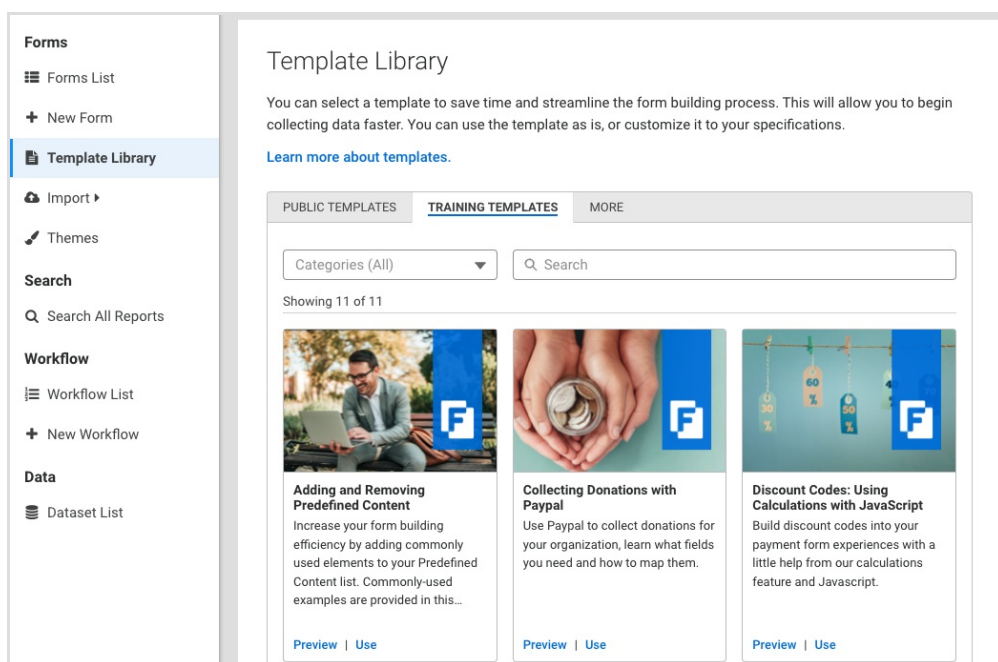 Forms
Forms List
New Form
Template Library
Import
Themes
Search
Search All Reports
Workflow
Workflow List
New Workflow
Data
Dataset List
Template Library
You can select a template to save time and streamline the form building process. This will allow you to begin
collecting data faster. You can use the template as is, or customize it to your specifications.
Learn more about templates.
PUBLIC TEMPLATES TRAINING TEMPLATES MORE
Categories (All) Search
Showing 11 of 11
F
Adding and Removing
Predefined Content
Increase your form building
efficiency by adding commonly
used elements to your Predefined
Content list. Commonly-used
examples are provided in this...
Preview | Use
F
Collecting Donations with
Paypal
Use Paypal to collect donations for
your organization, learn what fields
you need and how to map them.
Preview | Use
30
%
60
%
50
%
F
Discount Codes: Using
Calculations with JavaScript
Build discount codes into your
payment form experiences with a
little help from our calculations
feature and Javascript.
Preview | Use